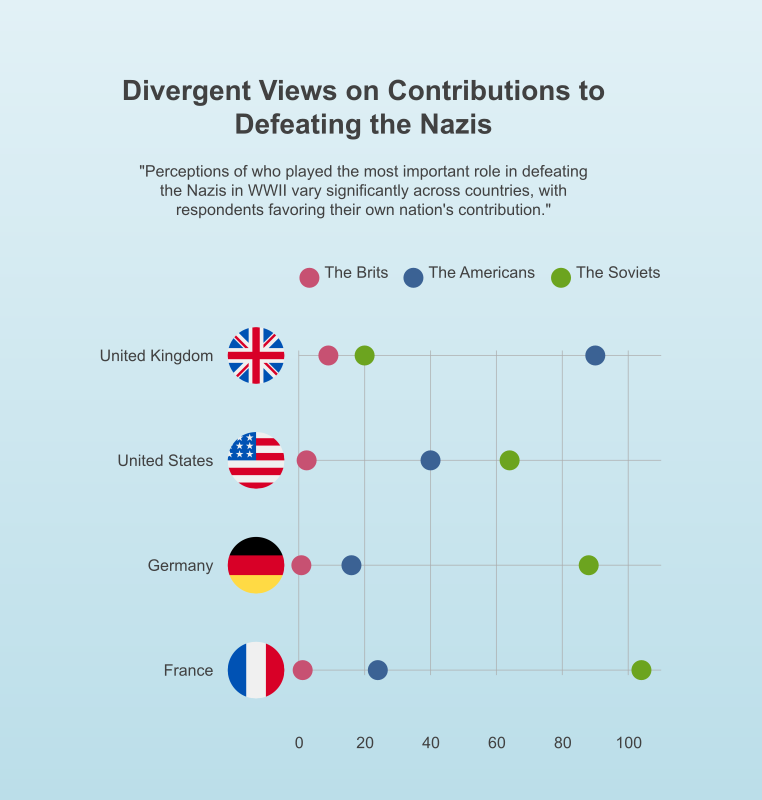 Divergent Views on Contributions to
Defeating the Nazis
"Perceptions of who played the most important role in defeating
the Nazis in WWII vary significantly across countries, with
respondents favoring their own nation's contribution."
The Brits The Americans The Soviets
United Kingdom
United States
Germany
France
0 20 40 60 80 100